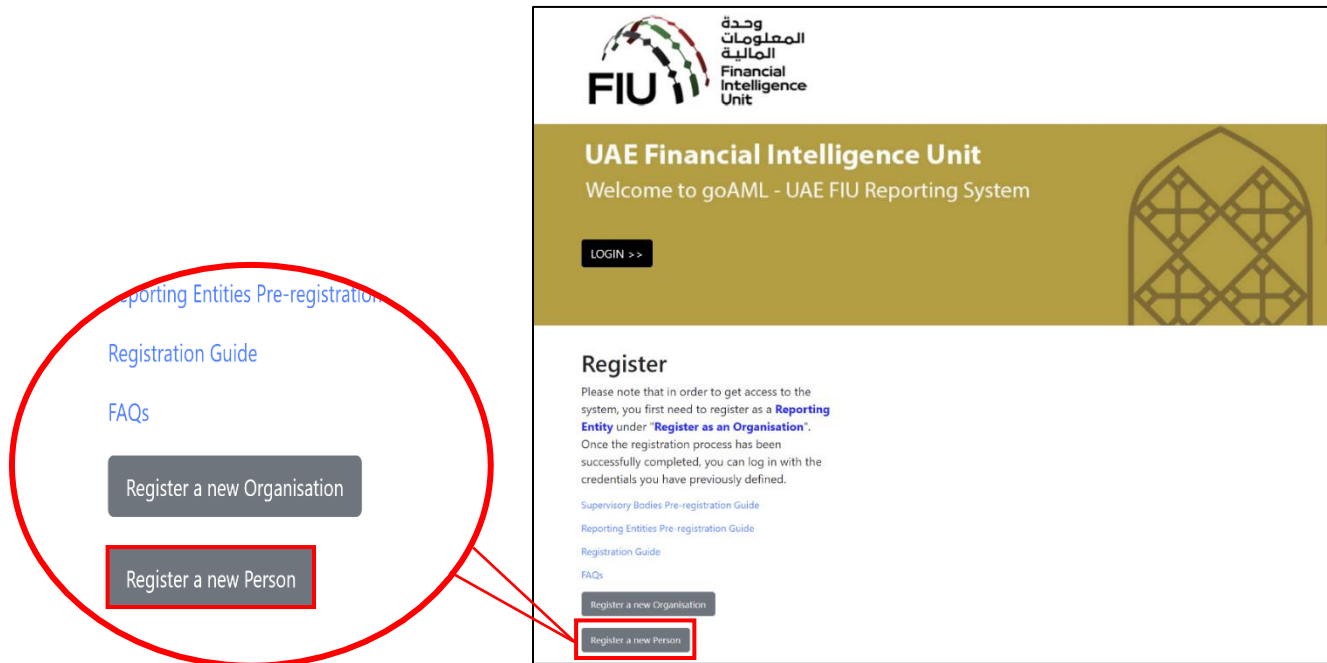 Reporting Entities Pre-registration
Registration Guide
FAQs
Register a new Organisation
Register a new Person
وحدة
المعلومات
المالية
Financial
Intelligence
Unit
FIU
UAE Financial Intelligence Unit
Welcome to goAML - UAE FIU Reporting System
LOGIN >>
Register
Please note that in order to get access to the
system, you first need to register as a Reporting
Entity under "Register as an Organisation".
Once the registration process has been
successfully completed, you can log in with the
credentials you have previously defined.
Supervisory Bodies Pre-registration Guide
Reporting Entities Pre-registration Guide
Registration Guide
FAQs
Register a new Organisation
Register a new Person